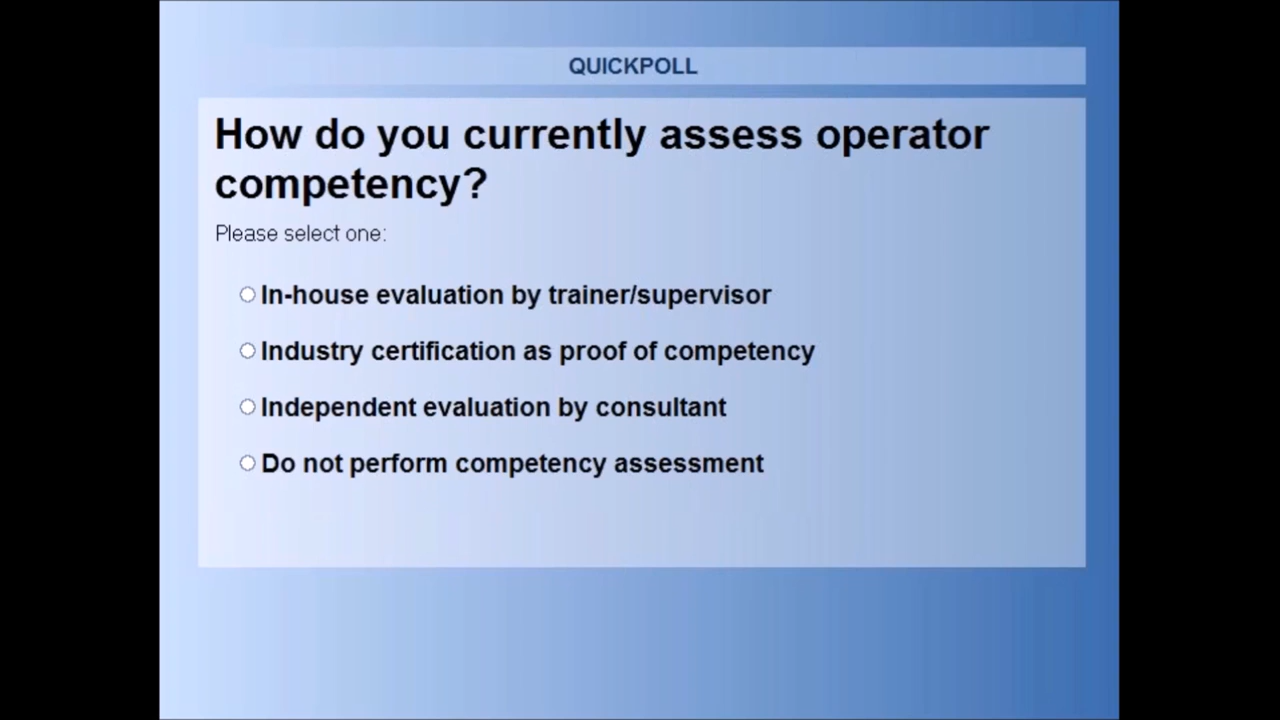 QUICKPOLL
How do you currently assess operator
competency?
Please select one:
In-house evaluation by trainer/supervisor
Industry certification as proof of competency
Independent evaluation by consultant
Do not perform competency assessment